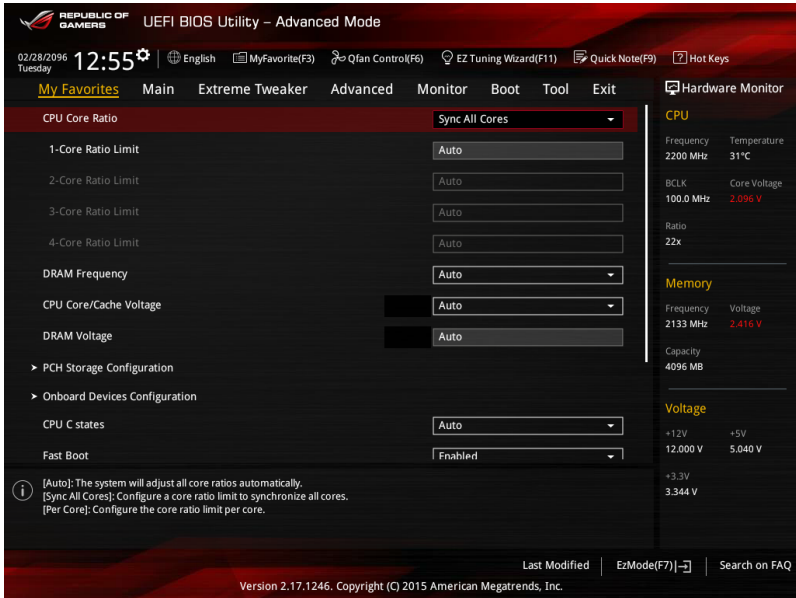 REPUBLIC OF
GAMERS
UEFI BIOS Utility – Advanced Mode
02/28/2096
Tuesday
12:55
English
MyFavorite(F3)
Qfan Control(F6)
EZ Tuning Wizard(F11)
Quick Note(F9)
? Hot Keys
My Favorites Main Extreme Tweaker Advanced Monitor Boot Tool Exit
CPU Core Ratio Sync All Cores
1-Core Ratio Limit Auto
2-Core Ratio Limit Auto
3-Core Ratio Limit Auto
4-Core Ratio Limit Auto
DRAM Frequency Auto
CPU Core/Cache Voltage Auto
DRAM Voltage Auto
> PCH Storage Configuration
> Onboard Devices Configuration
CPU C states Auto
Fast Boot Enabled
[Auto]: The system will adjust all core ratios automatically.
[Sync All Cores]: Configure a core ratio limit to synchronize all cores.
[Per Core]: Configure the core ratio limit per core.
Hardware Monitor
CPU
Frequency Temperature
2200 MHz 31°C
BCLK Core Voltage
100.0 MHz 2.096 V
Ratio
22x
Memory
Frequency Voltage
2133 MHz 2.416 V
Capacity
4096 MB
Voltage
+12V +5V
12.000 V 5.040 V
+3.3V
3.344 V
Last Modified EzMode(F7) Search on FAQ
Version 2.17.1246. Copyright (C) 2015 American Megatrends, Inc.